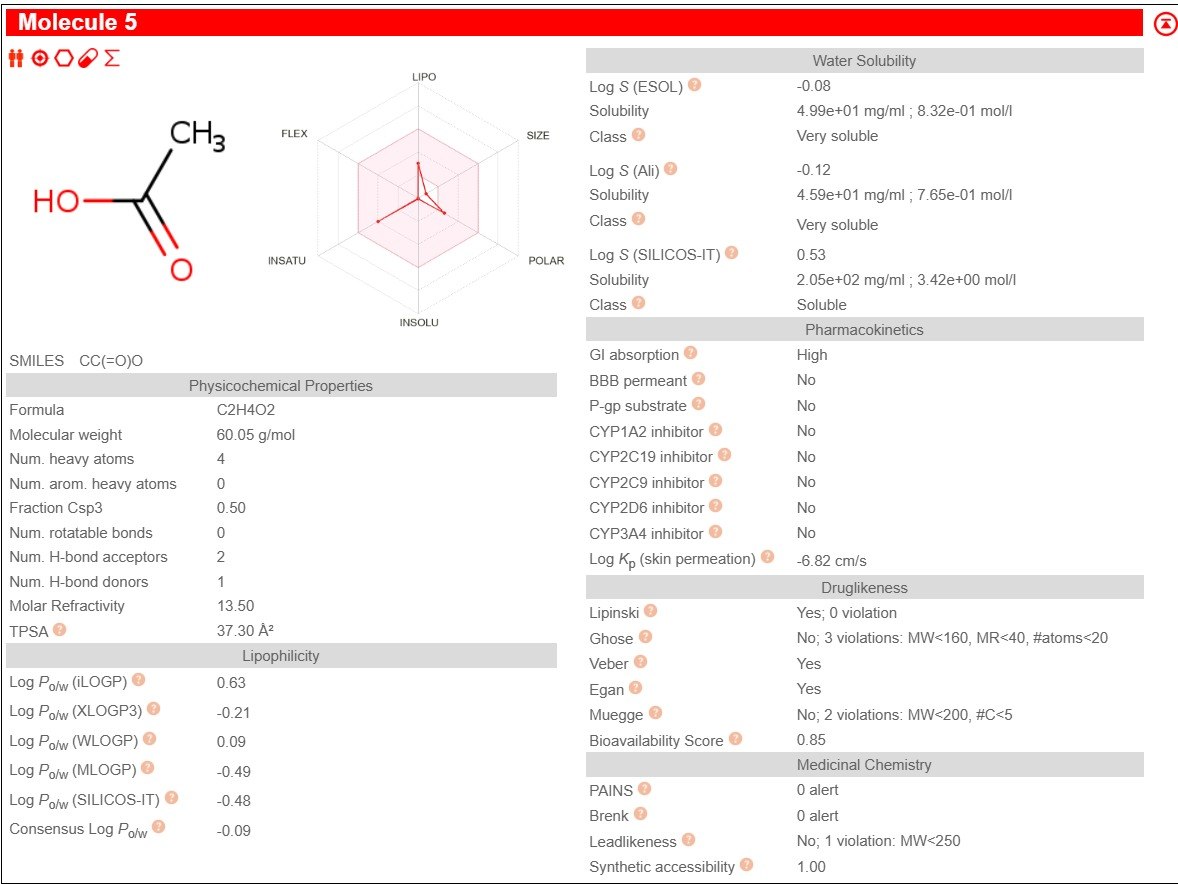 Molecule 5
LIPO
FLEX
SIZE
CH3
HO
O
INSATU
POLAR
INSOLU
SMILES CC(=O)O
Physicochemical Properties
Formula C2H4O2
Molecular weight 60.05 g/mol
Num. heavy atoms 4
Num. arom. heavy atoms 0
Fraction Csp3 0.50
Num. rotatable bonds 0
Num. H-bond acceptors 2
Num. H-bond donors 1
Molar Refractivity 13.50
TPSA ? 37.30 Å²
Lipophilicity
Log Po/w (iLOGP) ? 0.63
Log Po/w (XLOGP3) ? -0.21
Log Po/w (WLOGP) ? 0.09
Log Po/w (MLOGP) ? -0.49
Log Po/w (SILICOS-IT) ? -0.48
Consensus Log Po/w ? -0.09
Water Solubility
Log S (ESOL) ? -0.08
Solubility 4.99e+01 mg/ml ; 8.32e-01 mol/l
Class ? Very soluble
Log S (Ali) ? -0.12
Solubility 4.59e+01 mg/ml ; 7.65e-01 mol/l
Class ? Very soluble
Log S (SILICOS-IT) ? 0.53
Solubility 2.05e+02 mg/ml ; 3.42e+00 mol/l
Class ? Soluble
Pharmacokinetics
GI absorption ? High
BBB permeant ? No
P-gp substrate ? No
CYP1A2 inhibitor ? No
CYP2C19 inhibitor ? No
CYP2C9 inhibitor ? No
CYP2D6 inhibitor ? No
CYP3A4 inhibitor ? No
Log Kp (skin permeation) ? -6.82 cm/s
Druglikeness
Lipinski ? Yes; 0 violation
Ghose ? No; 3 violations: MW<160, MR<40, #atoms<20
Veber ? Yes
Egan ? Yes
Muegge ? No; 2 violations: MW<200, #C<5
Bioavailability Score ? 0.85
Medicinal Chemistry
PAINS ? 0 alert
Brenk ? 0 alert
Leadlikeness ? No; 1 violation: MW<250
Synthetic accessibility ? 1.00